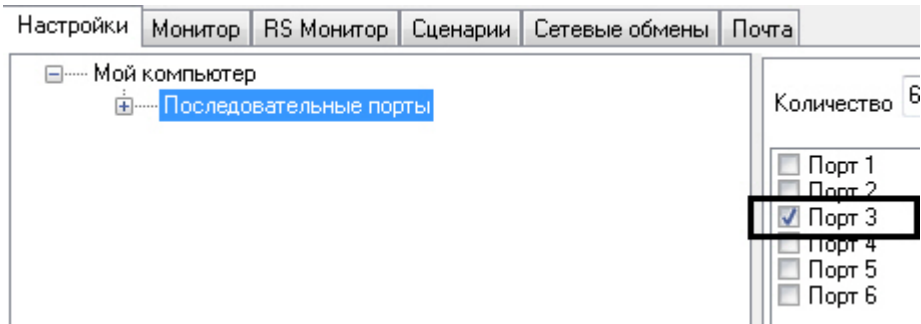 Настройки Монитор RS Монитор Сценарии Сетевые обмены Почта
Мой компьютер
Последовательные порты
Количество 6
Порт 1
Порт 2
Порт 3
Порт 4
Порт 5
Порт 6